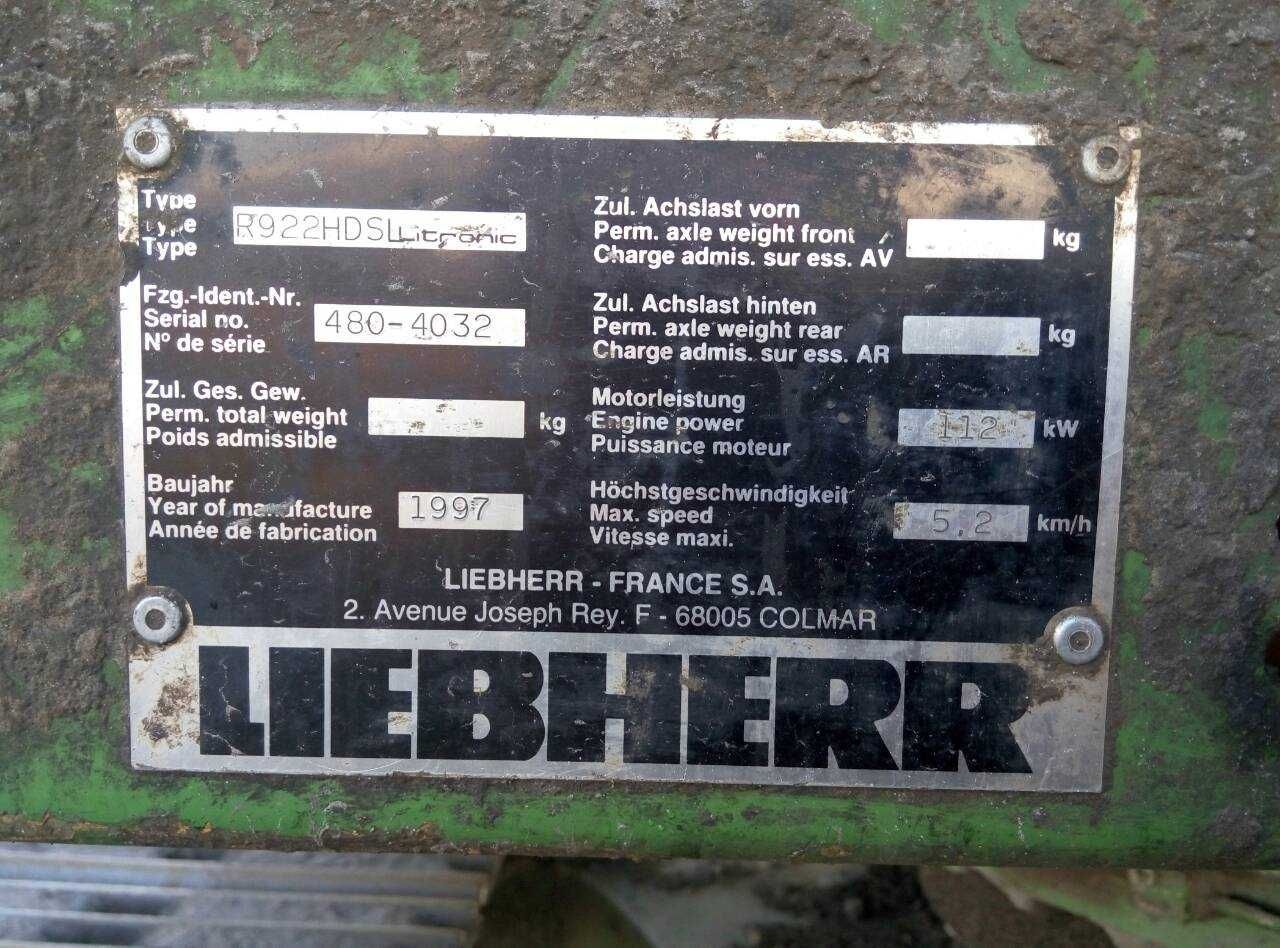 Type
Type
Type
R922HDSL Litronic
Fzg.-Ident.-Nr.
Serial no.
Nº de série
480-4032
Zul. Ges. Gew.
Perm. total weight
Poids admissible
kg
Baujahr
Year of manufacture
Année de fabrication
1997
Zul. Achslast vorn
Perm. axle weight front
Charge admis. sur ess. AV
kg
Zul. Achslast hinten
Perm. axle weight rear
Charge admis. sur ess. AR
kg
Motorleistung
Engine power
Puissance moteur
112 kW
Höchstgeschwindigkeit
Max. speed
Vitesse maxi.
5,2 km/h
LIEBHERR - FRANCE S.A.
2. Avenue Joseph Rey. F - 68005 COLMAR
LIEBHERR